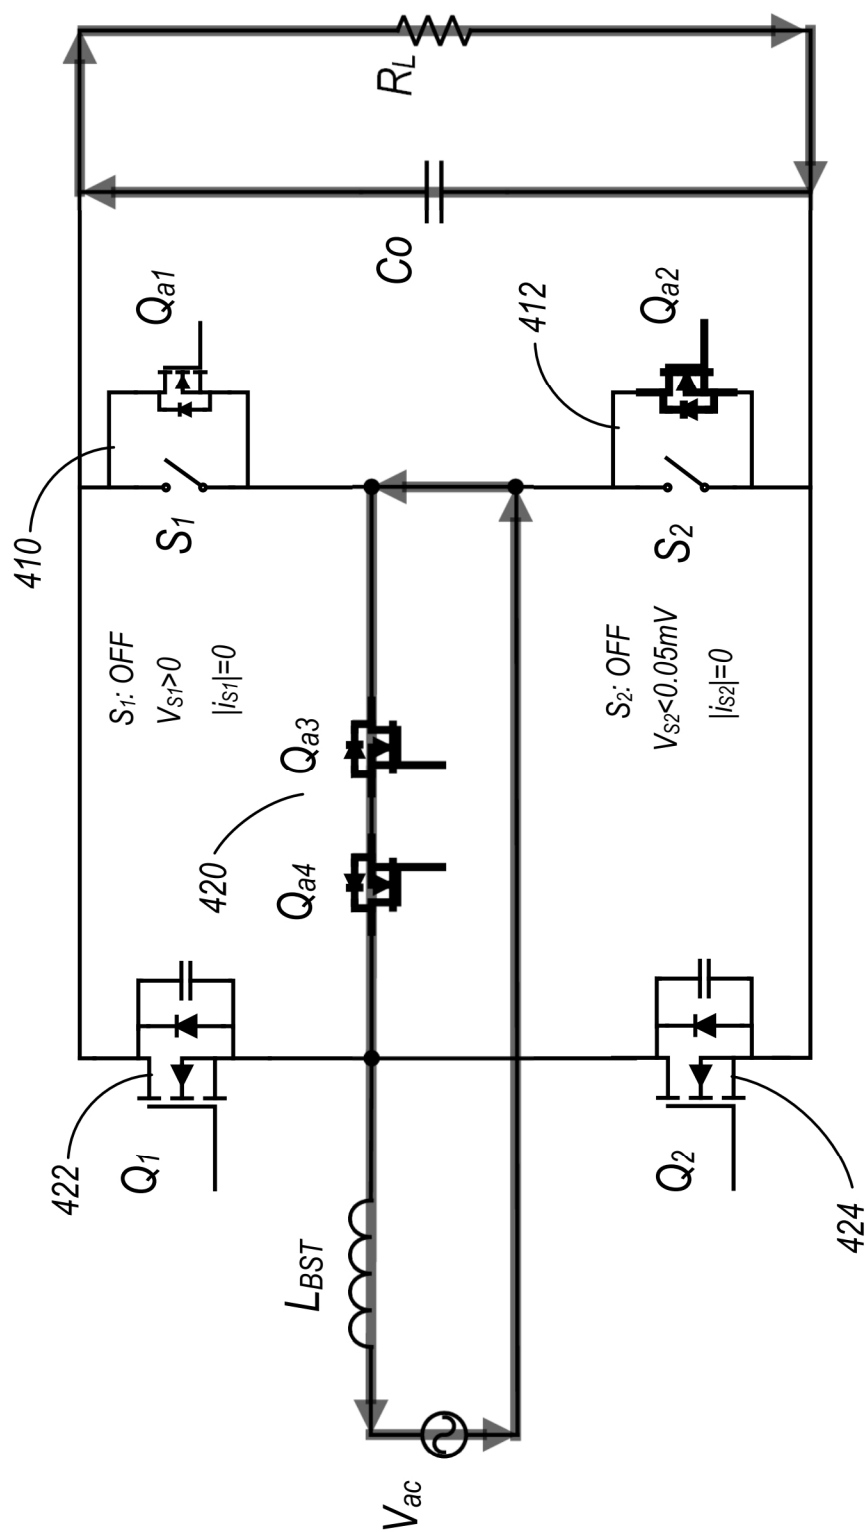 V_ac
L_BST
422
Q_1
Q_2
424
420
Q_a4
Q_a3
S_1: OFF
V_S1>0
|i_S1|=0
S_2: OFF
V_S2<0.05mV
|i_S2|=0
410
S_1
S_2
412
Q_a1
Q_a2
Co
R_L